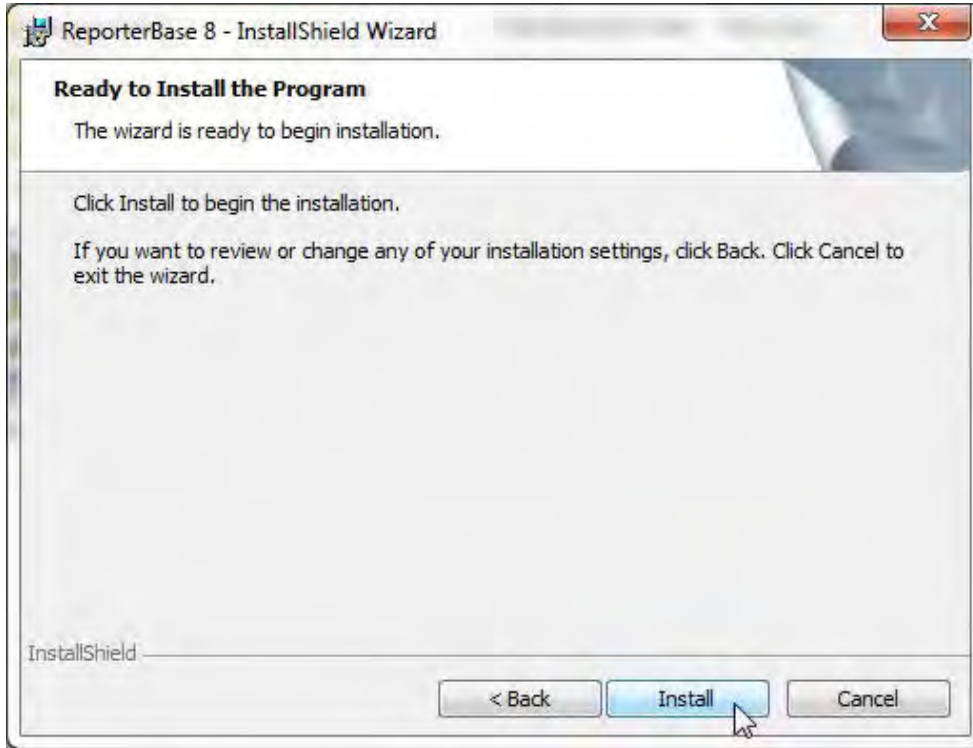 ReporterBase 8 - InstallShield Wizard
Ready to Install the Program
The wizard is ready to begin installation.
Click Install to begin the installation.
If you want to review or change any of your installation settings, click Back. Click Cancel to
exit the wizard.
InstallShield
< Back
Install
Cancel